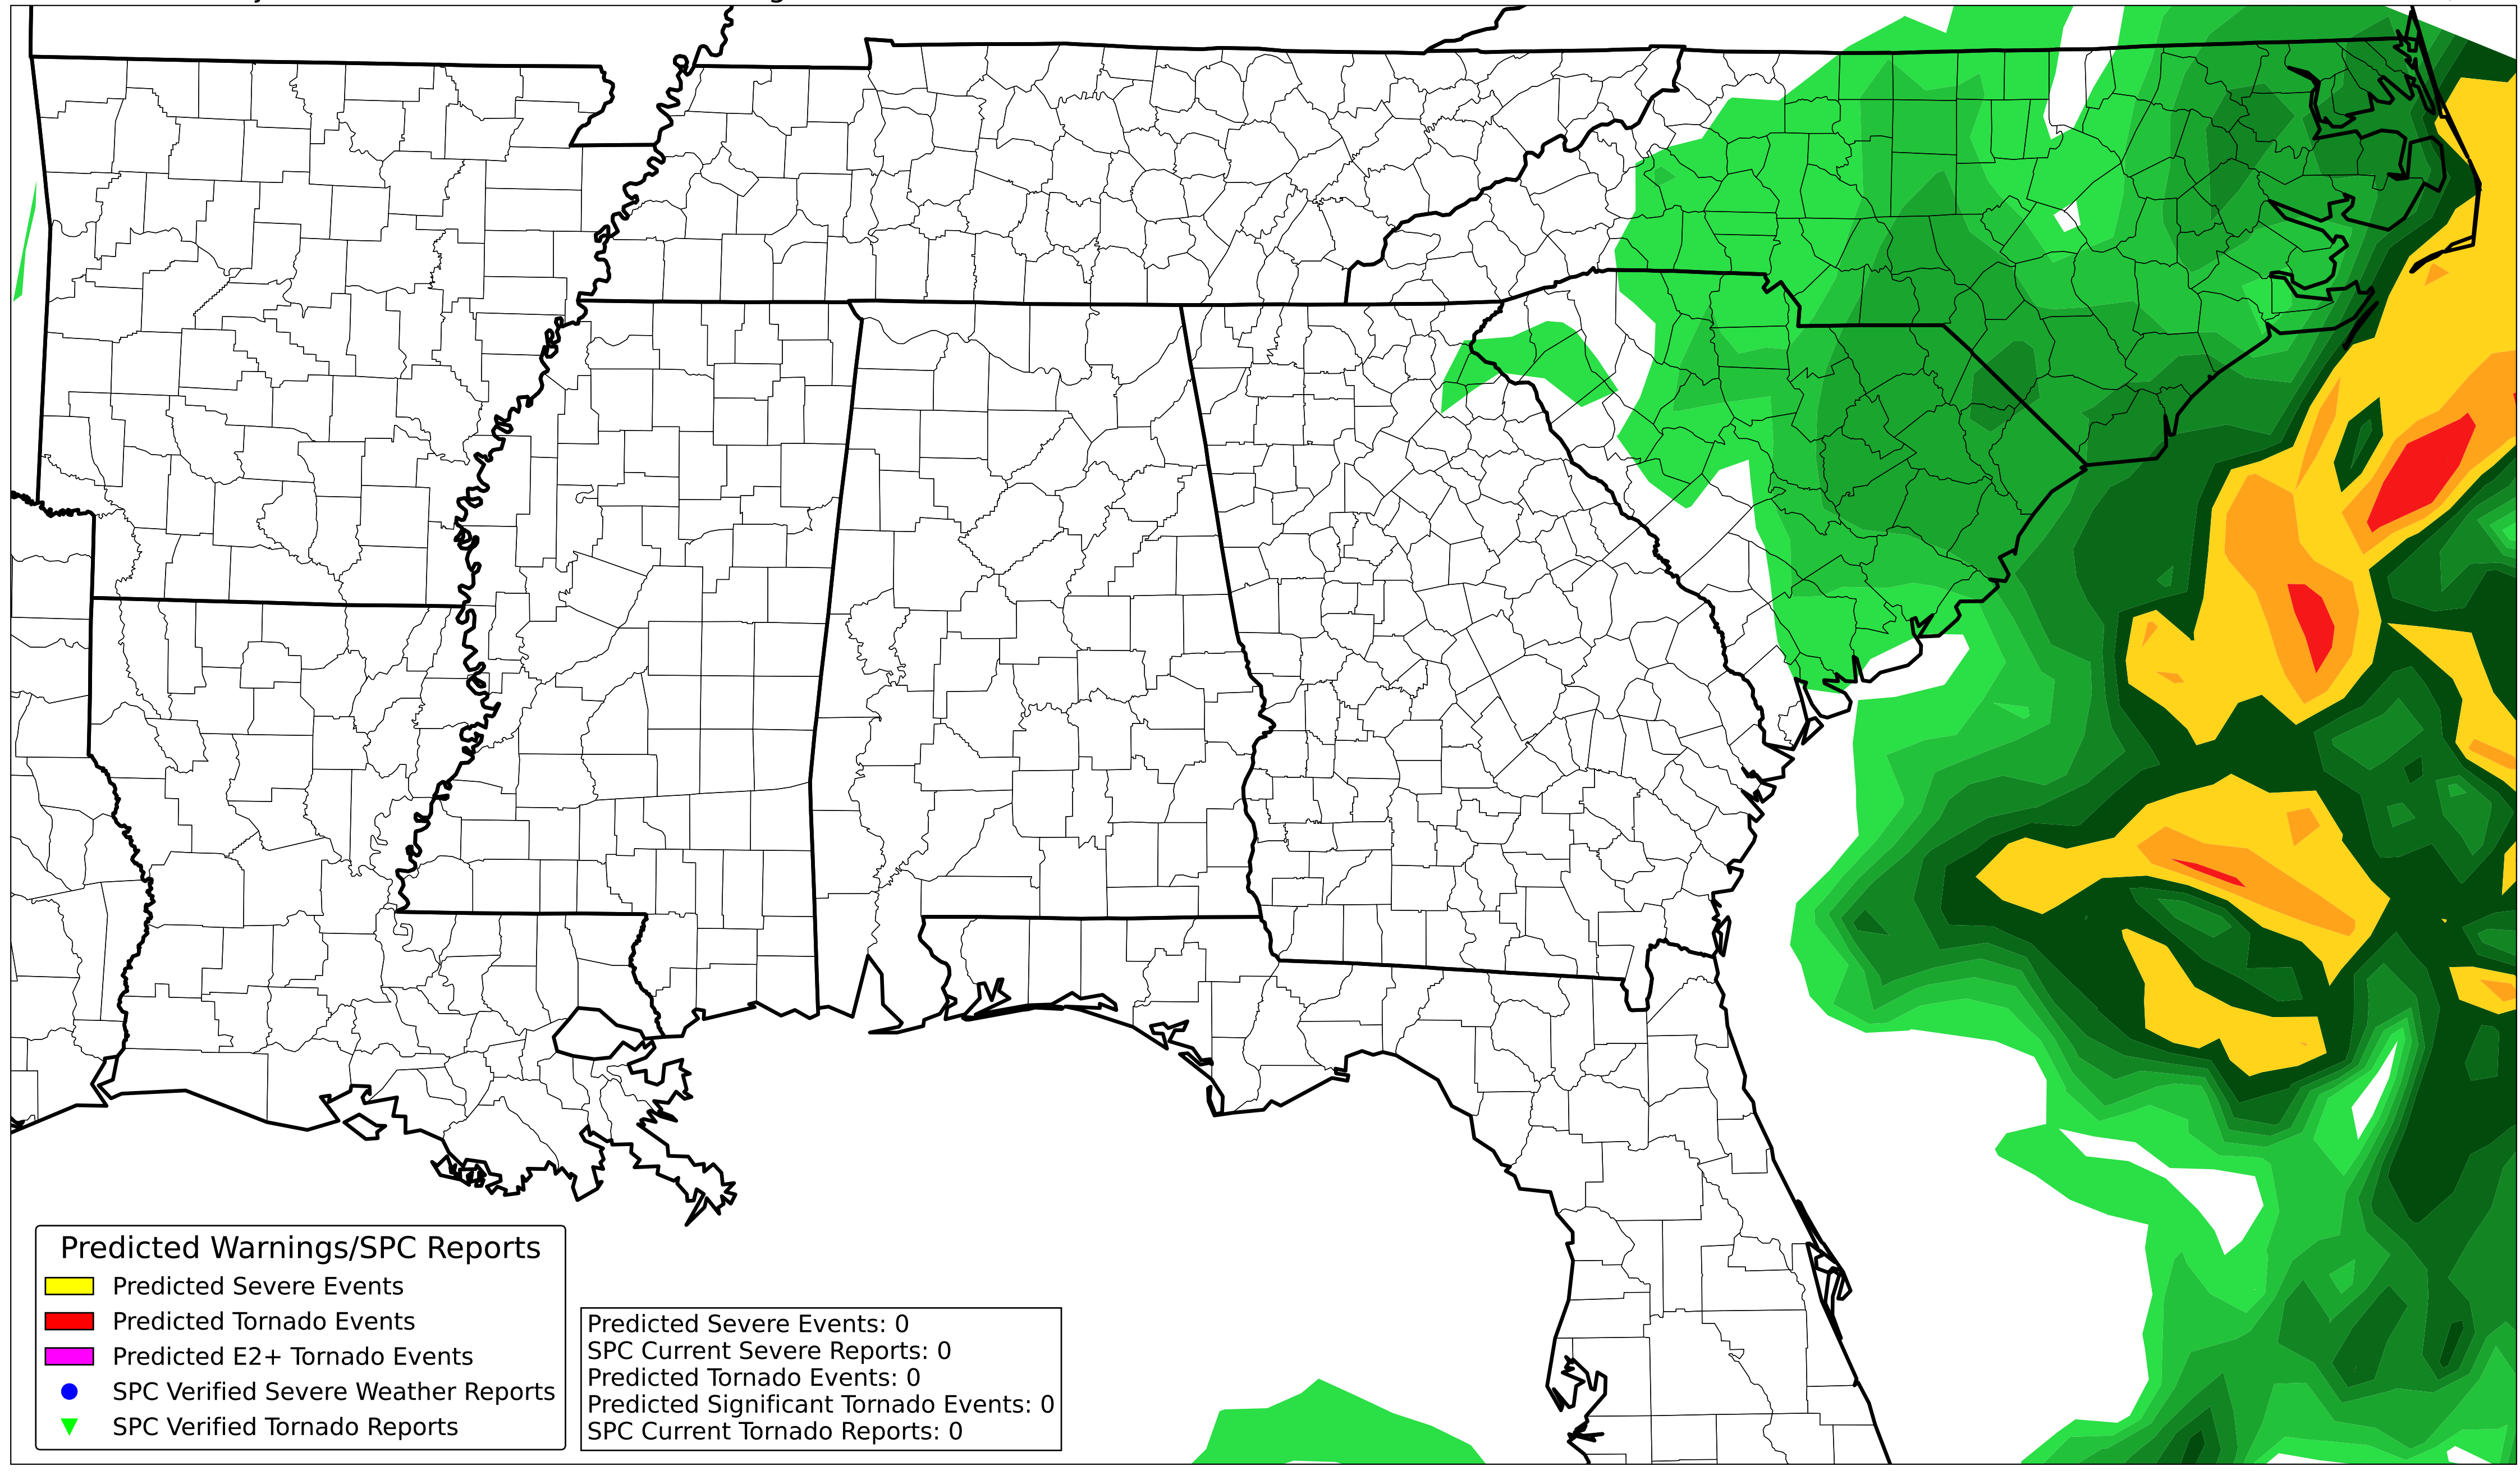 Predicted Warnings/SPC Reports
Predicted Severe Events
Predicted Tornado Events
Predicted E2+ Tornado Events
SPC Verified Severe Weather Reports
SPC Verified Tornado Reports
Predicted Severe Events: 0
SPC Current Severe Reports: 0
Predicted Tornado Events: 0
Predicted Significant Tornado Events: 0
SPC Current Tornado Reports: 0